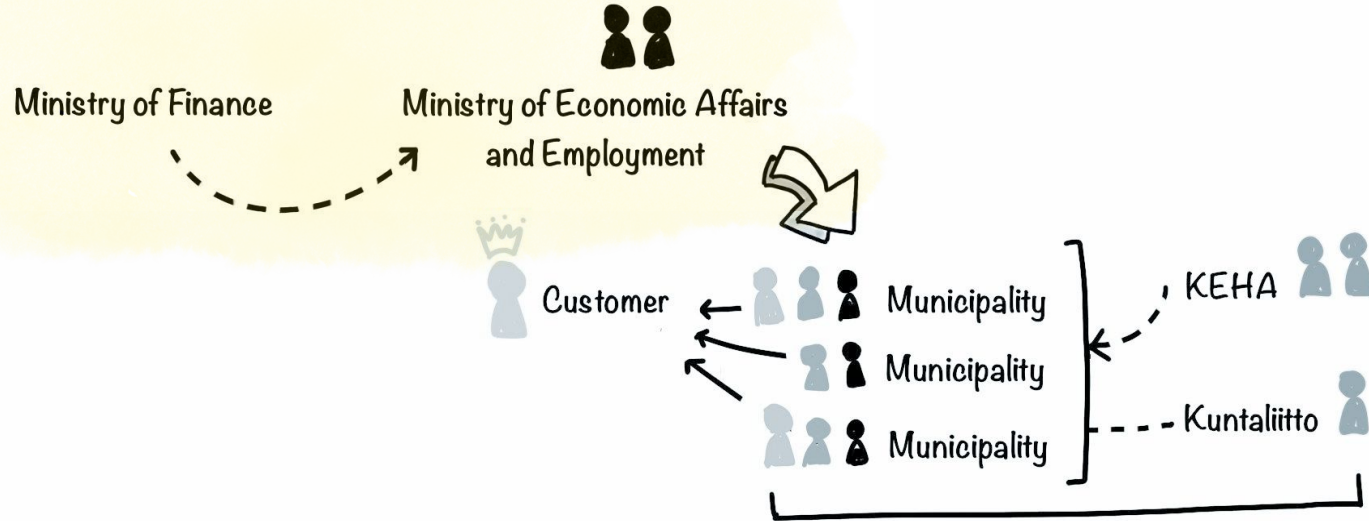 Ministry of Finance
Ministry of Economic Affairs
and Employment
Customer
Municipality
KEHA
Municipality
Municipality
Kuntaliitto